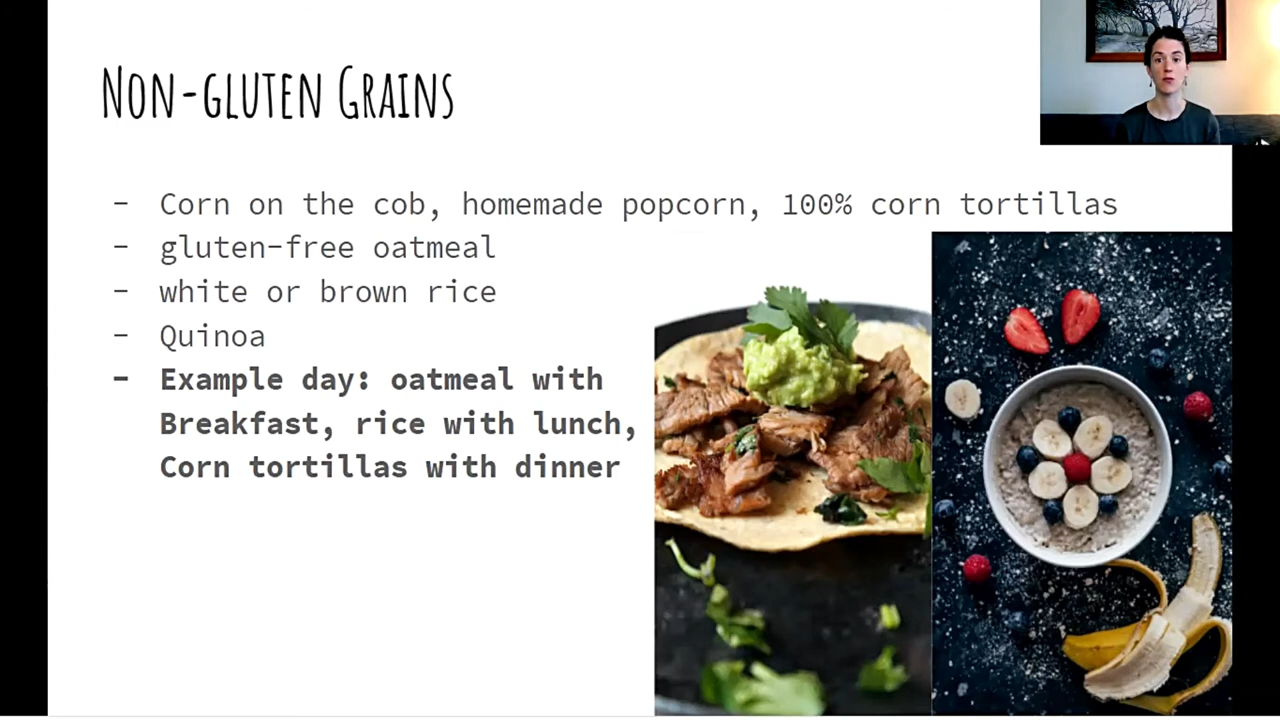 Non-gluten Grains
- Corn on the cob, homemade popcorn, 100% corn tortillas
- gluten-free oatmeal
- white or brown rice
- Quinoa
- Example day: oatmeal with
Breakfast, rice with lunch,
Corn tortillas with dinner